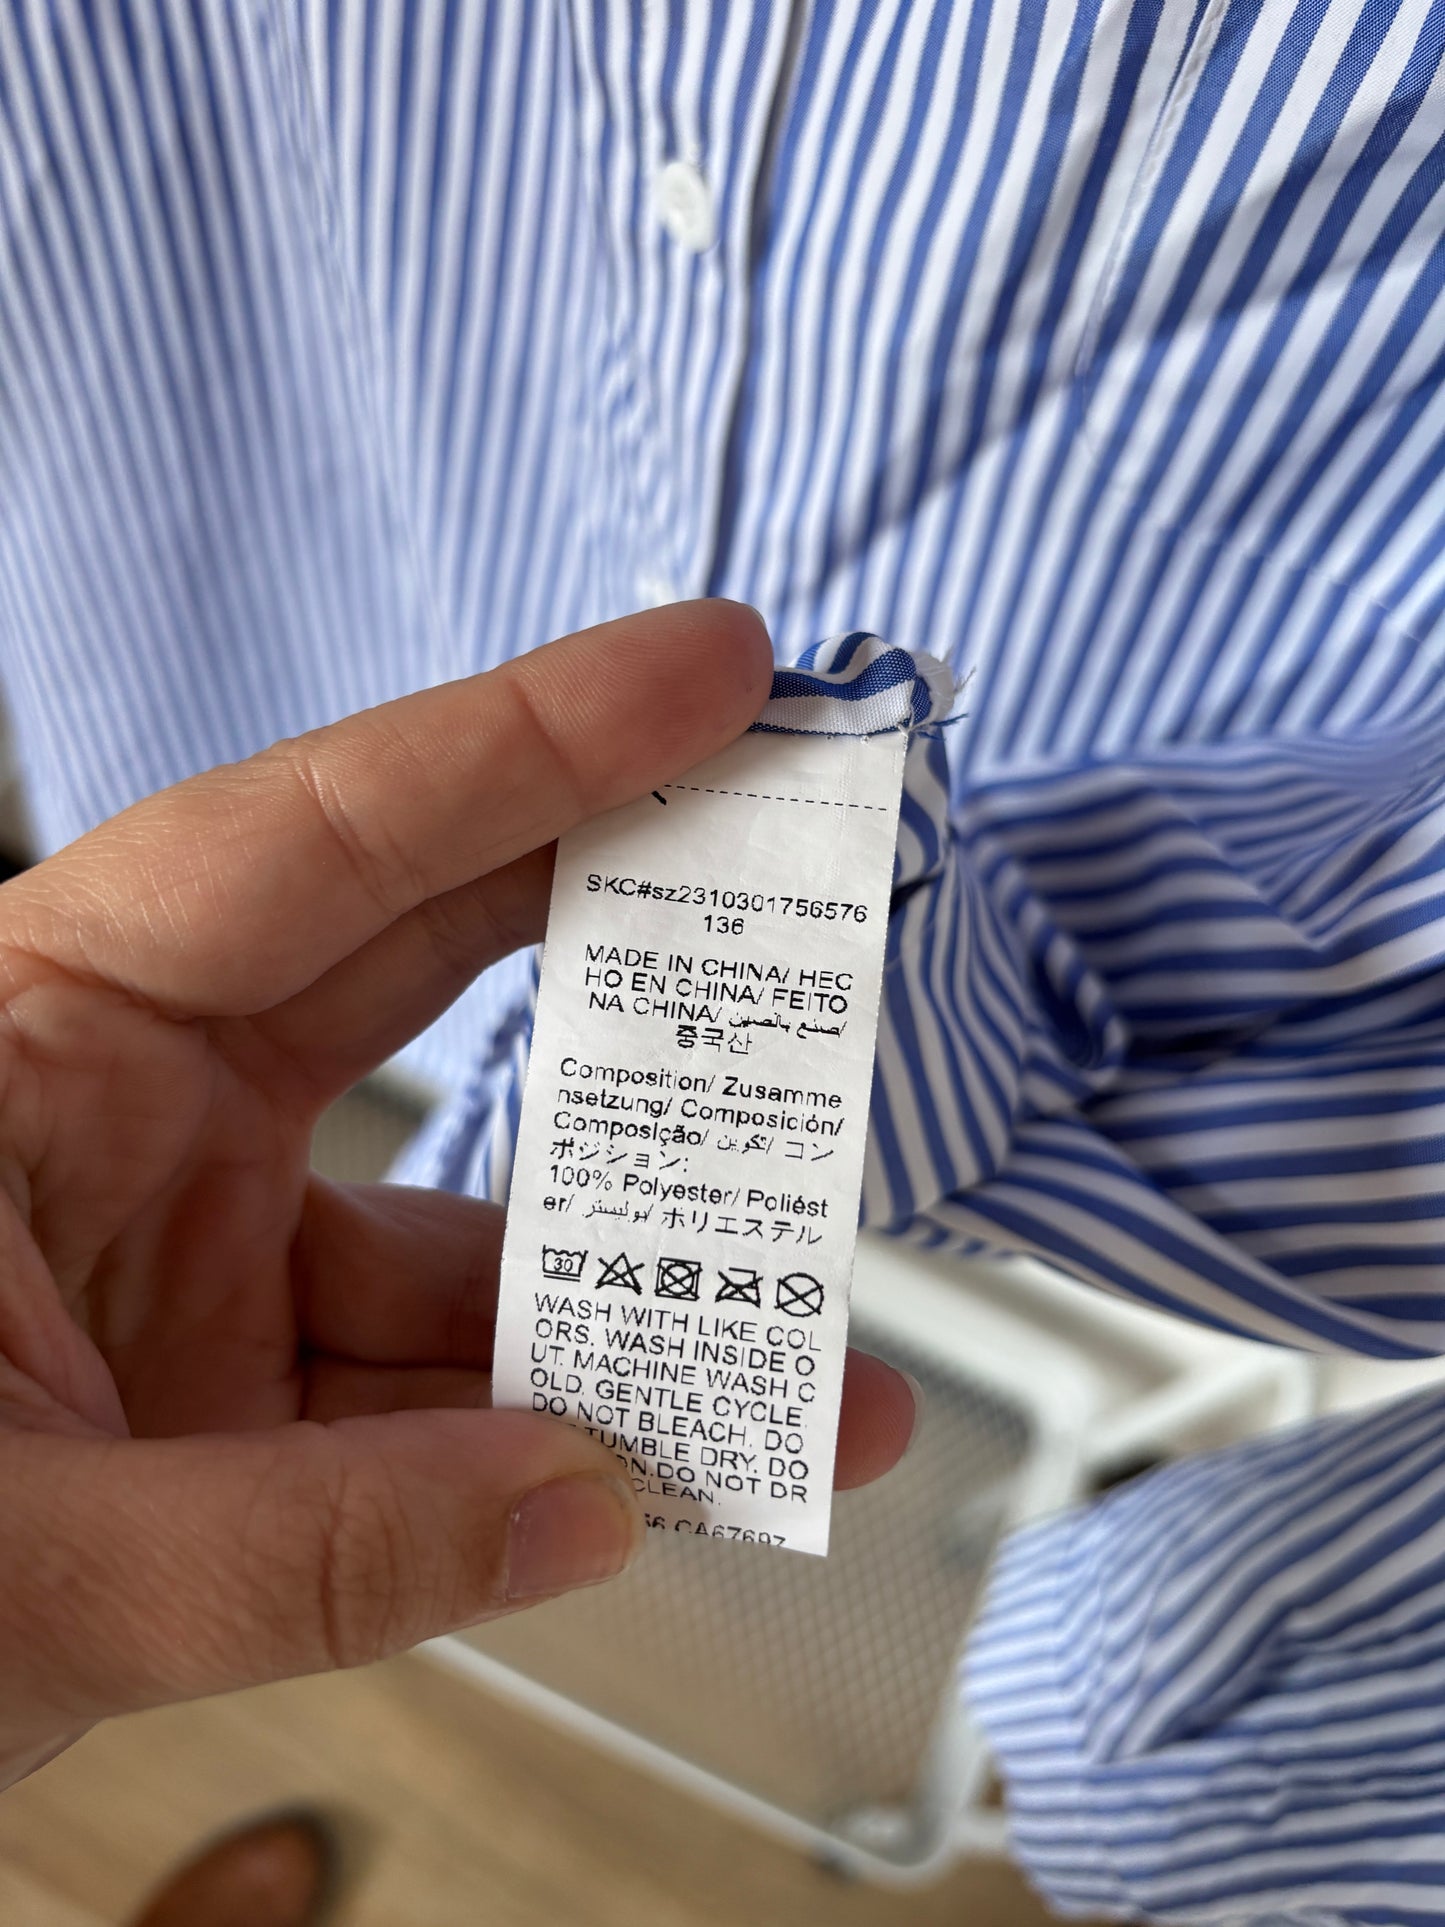 SKC#sz2310301756576
136
MADE IN CHINA/ HEC
HO EN CHINA/ FEITO
NA CHINA/ صنع بالصين/
중국산
Composition/ Zusamme
nsetzung/ Composición/
Composição/ تكوين/ コン
ポジション:
100% Polyester/ Poliést
er/ بوليستر/ ポリエステル
30
WASH WITH LIKE COL
ORS. WASH INSIDE O
UT. MACHINE WASH C
OLD. GENTLE CYCLE.
DO NOT BLEACH. DO
TUMBLE DRY. DO
DO NOT DR
CLEAN.
CA6769z